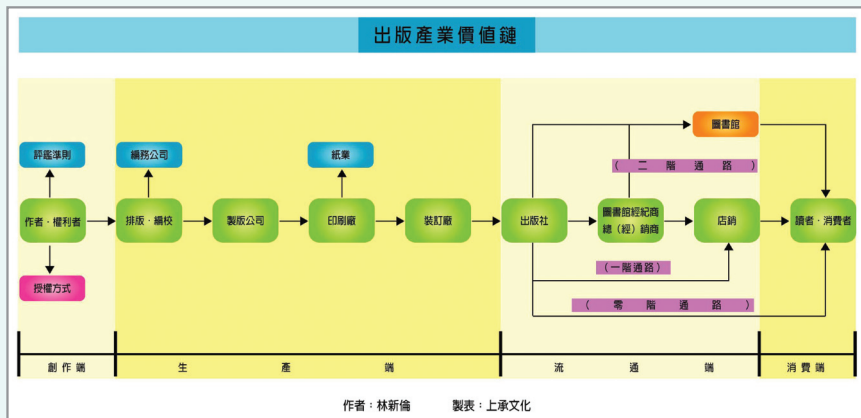 出版產業價值鏈
圖書館
評鑑準則
編務公司
紙業
(二階通路)
作者・權利者
排版・編校
製版公司
印刷廠
裝訂廠
出版社
圖書館經紀商
總(經)銷商
店銷
讀者・消費者
(一階通路)
授權方式
(零階通路)
創作端
生產端
流通端
消費端
作者:林新倫 製表:上承文化